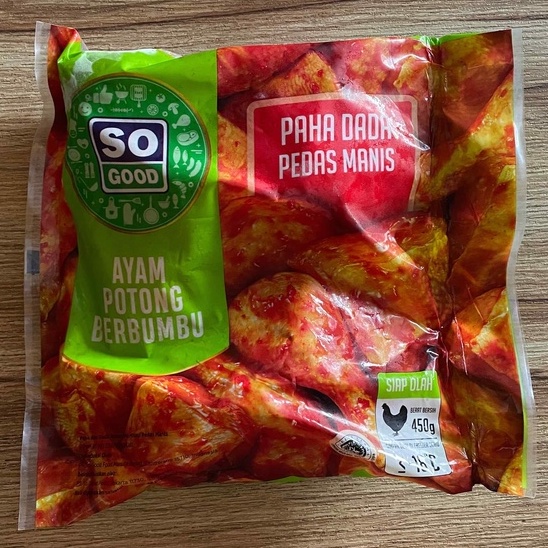 SO
GOOD
AYAM
POTONG
BERBUMBU
PAHA DADA
PEDAS MANIS
SIAP OLAH
BERAT BERSIH
450g